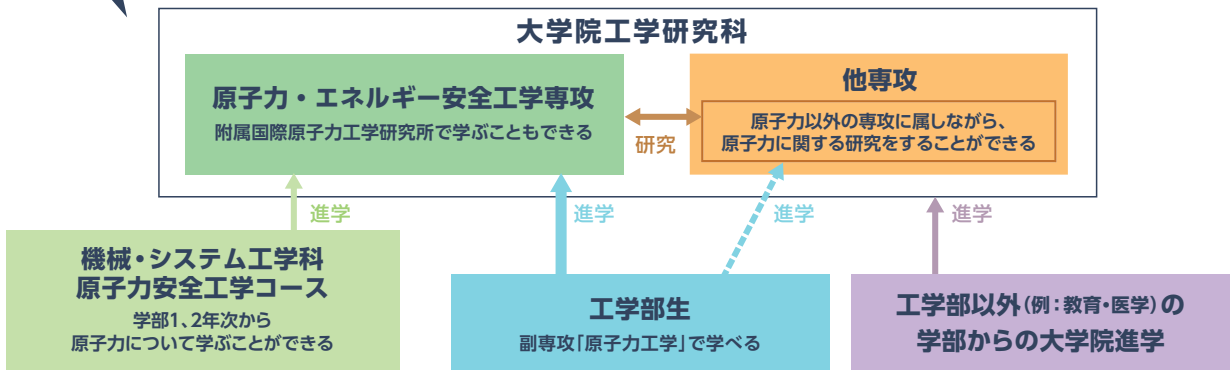 大学院工学研究科
原子力・エネルギー安全工学専攻
附属国際原子力工学研究所で学ぶこともできる
研究
他専攻
原子力以外の専攻に属しながら、
原子力に関する研究をすることができる
進学
進学
進学
進学
機械・システム工学科
原子力安全工学コース
学部1、2年次から
原子力について学ぶことができる
工学部生
副専攻「原子力工学」で学べる
工学部以外(例:教育・医学)の
学部からの大学院進学